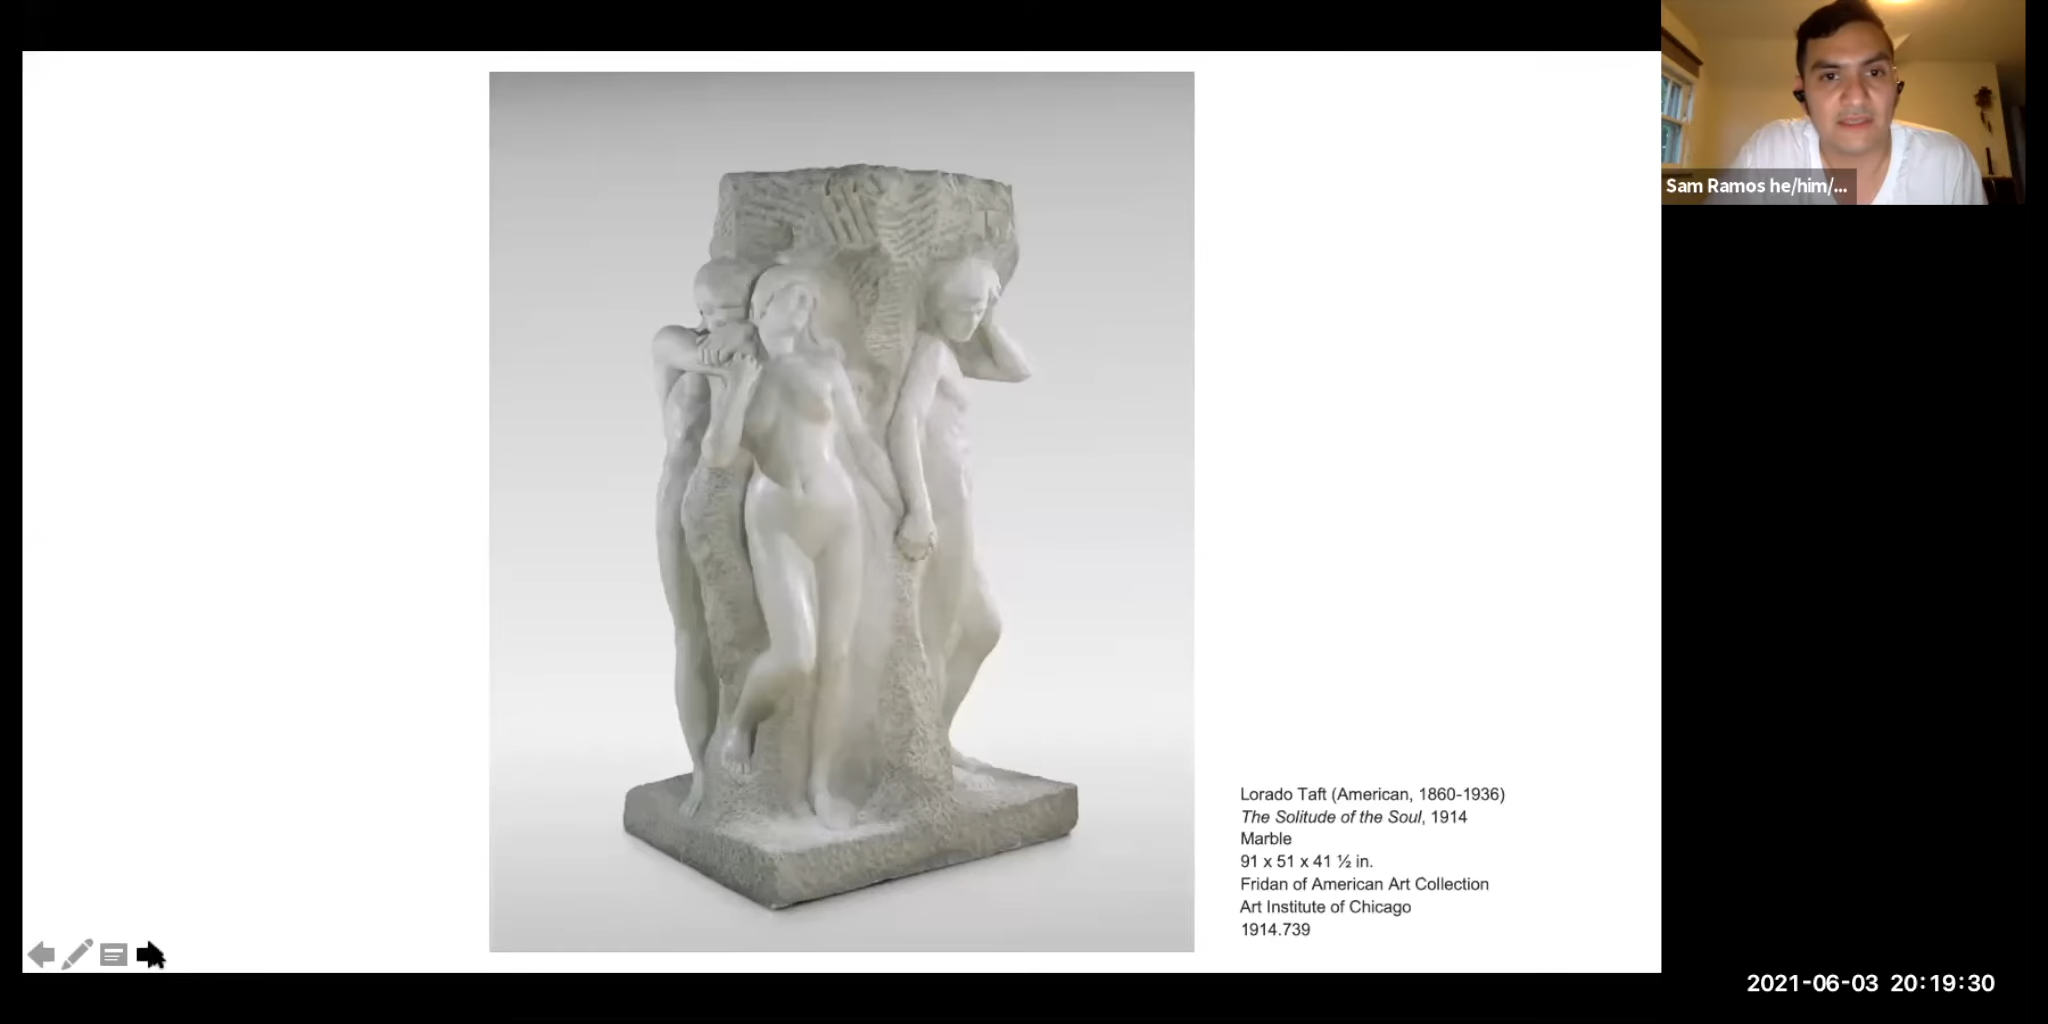 Sam Ramos he/him/...
Lorado Taft (American, 1860-1936)
The Solitude of the Soul, 1914
Marble
91 x 51 x 41 ½ in.
Fridan of American Art Collection
Art Institute of Chicago
1914.739
2021-06-03 20:19:30